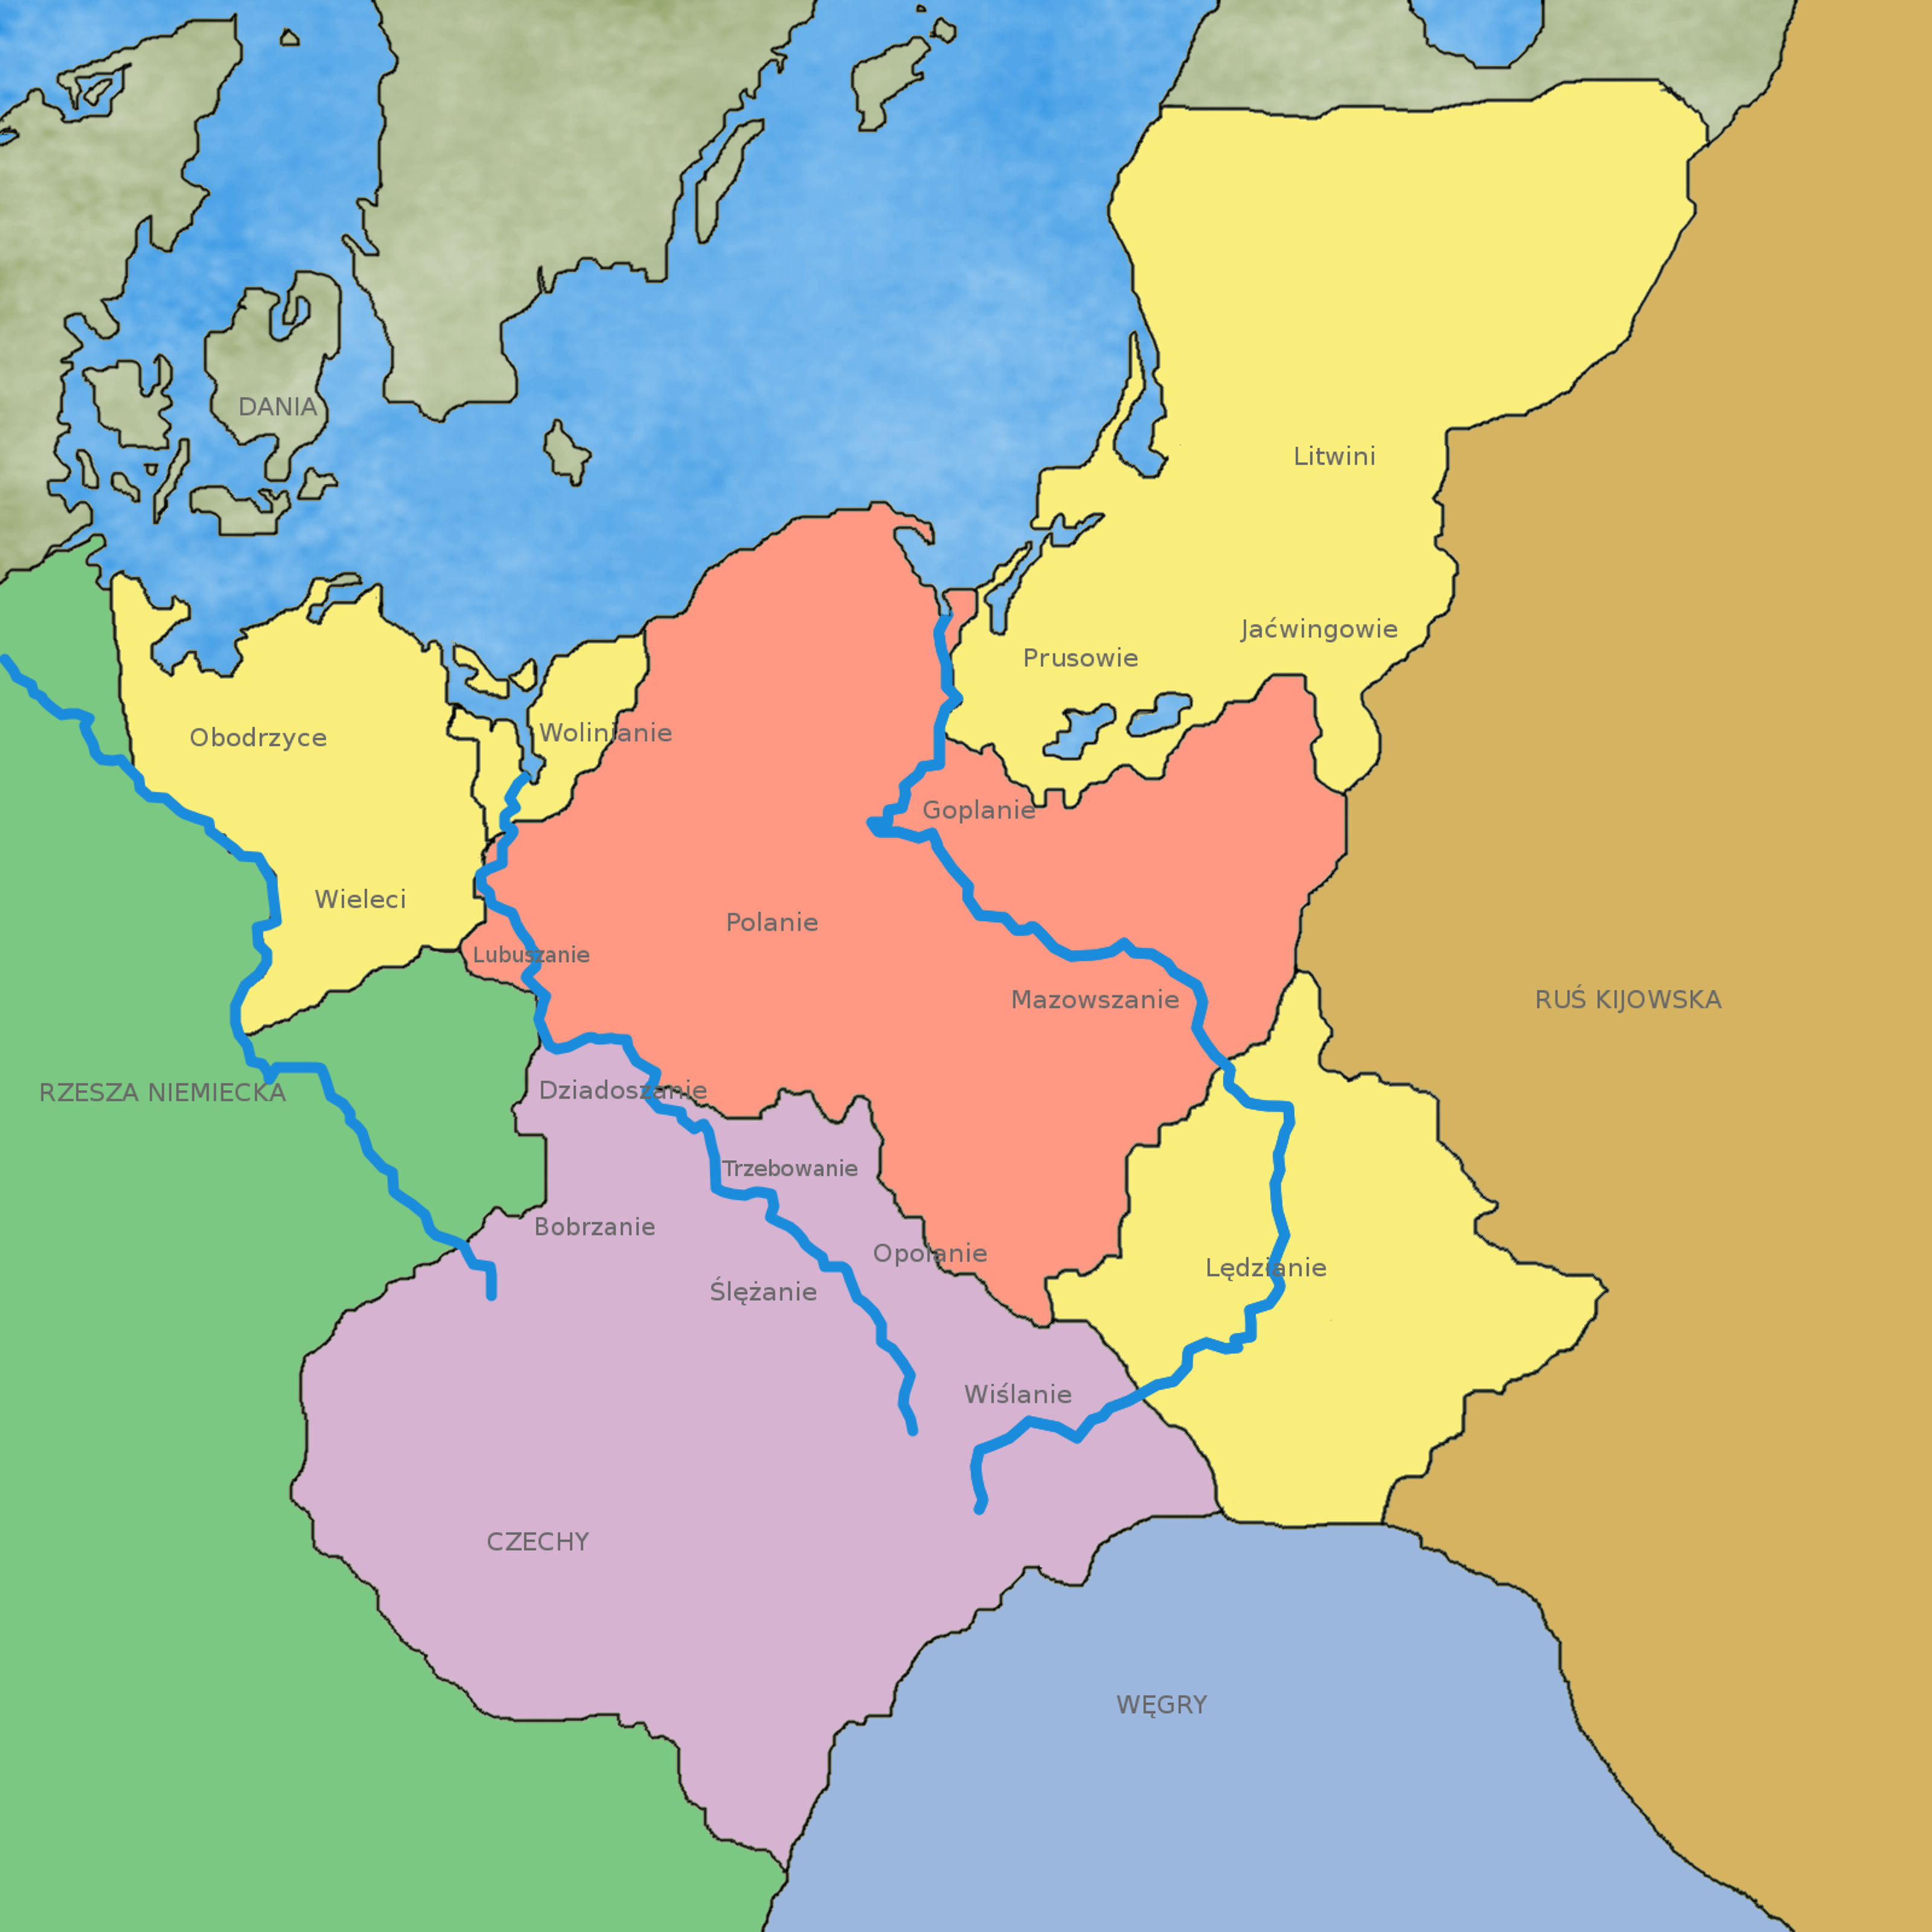 DANIA
Litwini
Jaćwingowie
Prusowie
Obodrzyce
Wolinianie
Goplanie
Wieleci
Polanie
Lubuszanie
Mazowszanie
RUŚ KIJOWSKA
RZESZA NIEMIECKA
Dziadoszanie
Trzebowanie
Bobrzanie
Opolanie
Lędzianie
Ślężanie
Wiślanie
CZECHY
WĘGRY